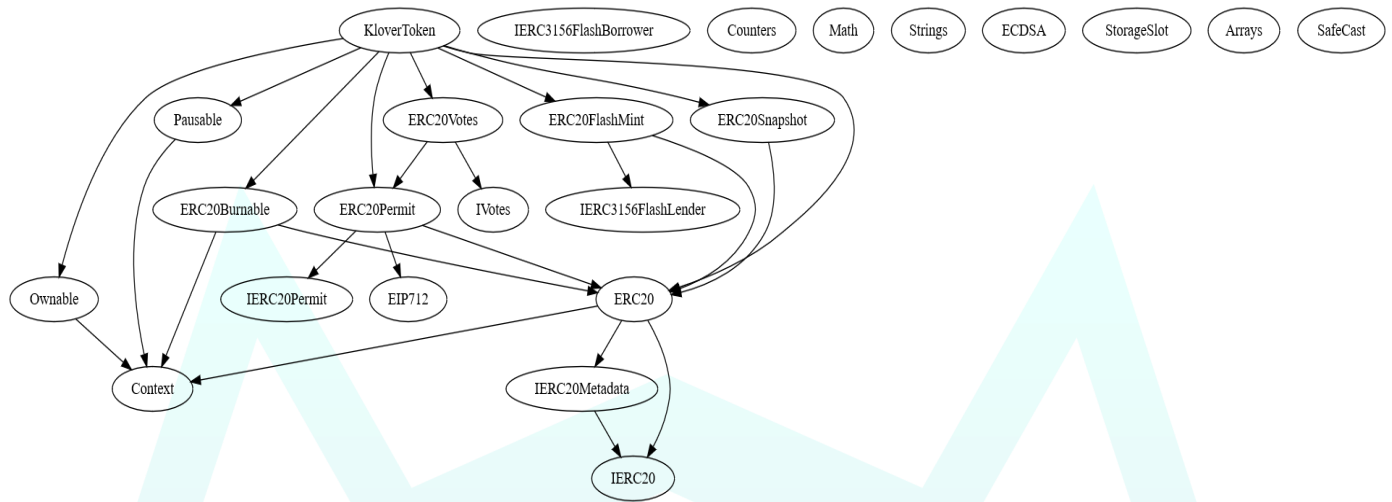 KloverToken
IERC3156FlashBorrower
Counters
Math
Strings
ECDSA
StorageSlot
Arrays
SafeCast
Pausable
ERC20Votes
ERC20FlashMint
ERC20Snapshot
ERC20Burnable
ERC20Permit
IVotes
IERC3156FlashLender
Ownable
IERC20Permit
EIP712
ERC20
Context
IERC20Metadata
IERC20